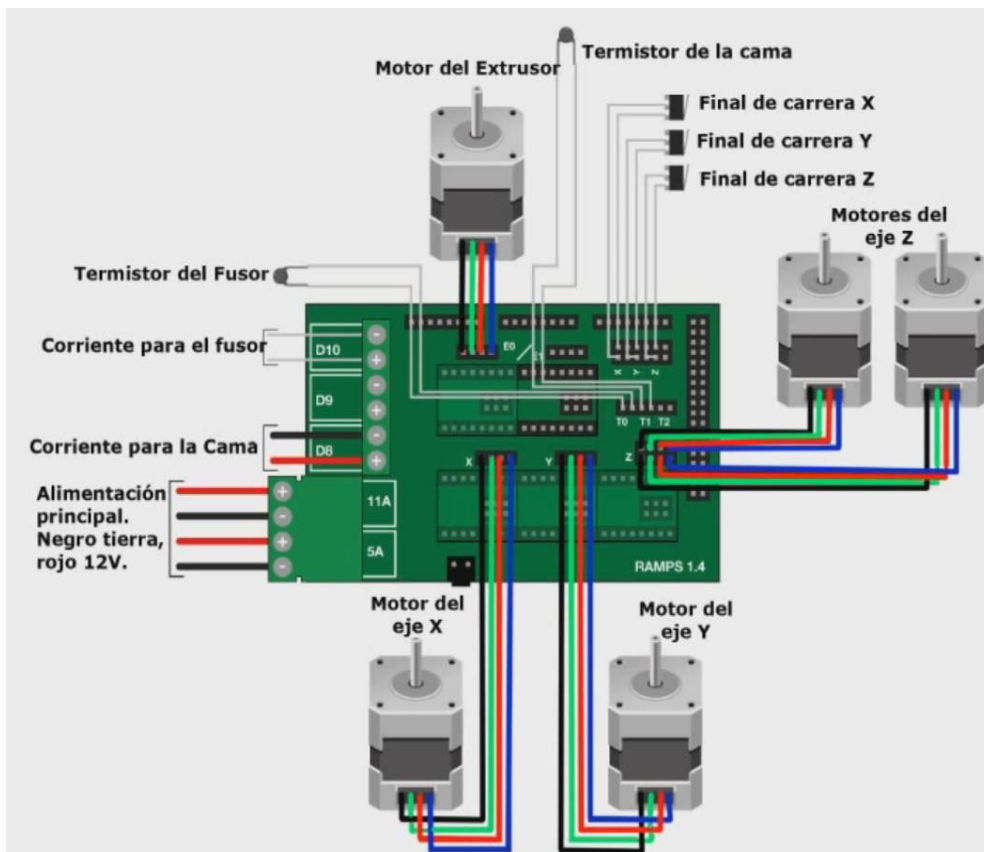 Termistor de la cama
Motor del Extrusor
Final de carrera X
Final de carrera Y
Final de carrera Z
Motores del
eje Z
Termistor del Fusor
Corriente para el fusor
D10
-
+
D9
-
+
Corriente para la Cama
D8
-
+
Alimentación
principal.
Negro tierra,
rojo 12V.
+
-
+
-
11A
5A
E0
E1
X
Y
Z
T0
T1
T2
X
Y
Z
RAMPS 1.4
Motor del
eje X
Motor del
eje Y